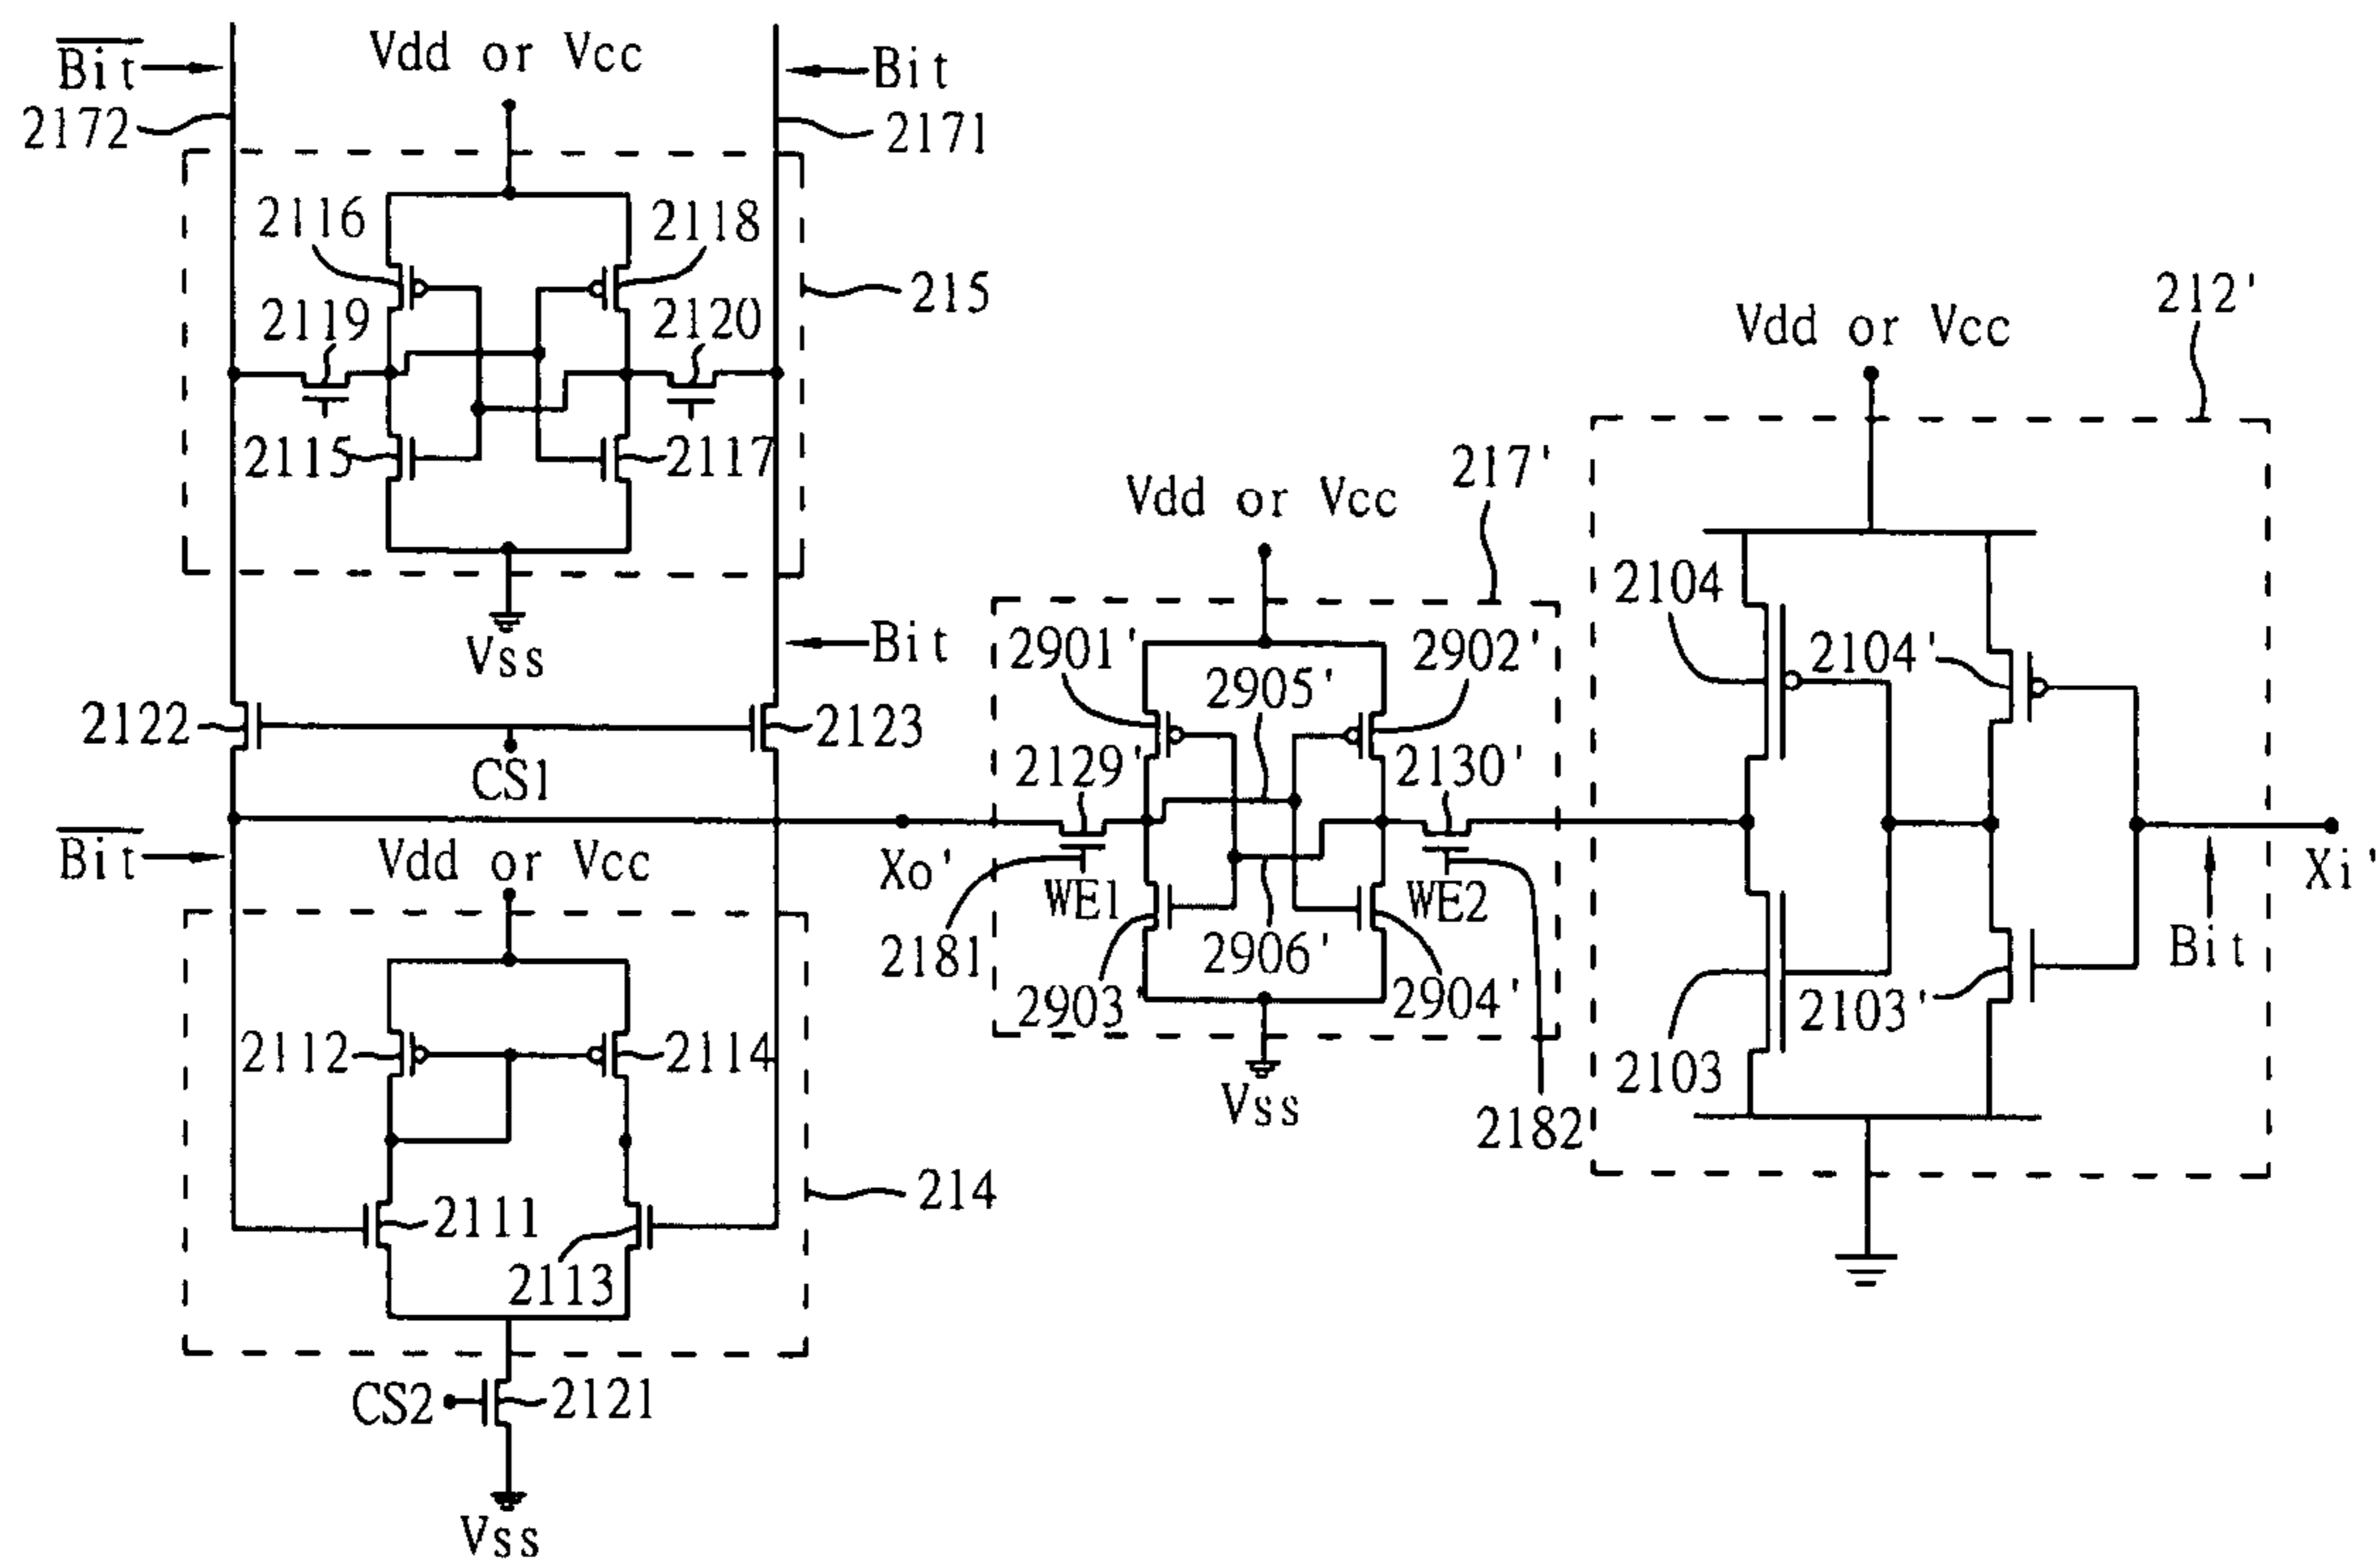 Bit
Vdd or Vcc
Bit
2172
2171
2116
2118
215
2119
2120
212'
Vdd or Vcc
2115
2117
217'
Vdd or Vcc
2104
Vss
Bit
2901'
2902'
2104'
2905'
2122
2123
2129'
2130'
CS1
Bit
Vdd or Vcc
Xo'
WE1
WE2
Xi'
2181
2906'
Bit
2903'
2904'
2103'
2112
2114
2103
Vss
2182
214
2111
2113
CS2
2121
Vss